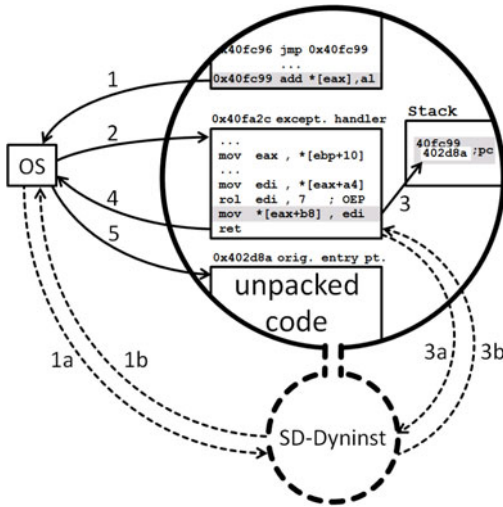 0x40fc96 jmp 0x40fc99
...
0x40fc99 add *[eax],al
1
0x40fa2c except. handler
Stack
2
...
mov eax , *[ebp+10]
...
mov edi , *[eax+a4]
rol edi , 7 ; OEP
mov *[eax+b8] , edi
ret
40fc99
402d8a ;pc
OS
3
4
5
0x402d8a orig. entry pt.
unpacked
code
1a
1b
3a
3b
SD-Dyninst